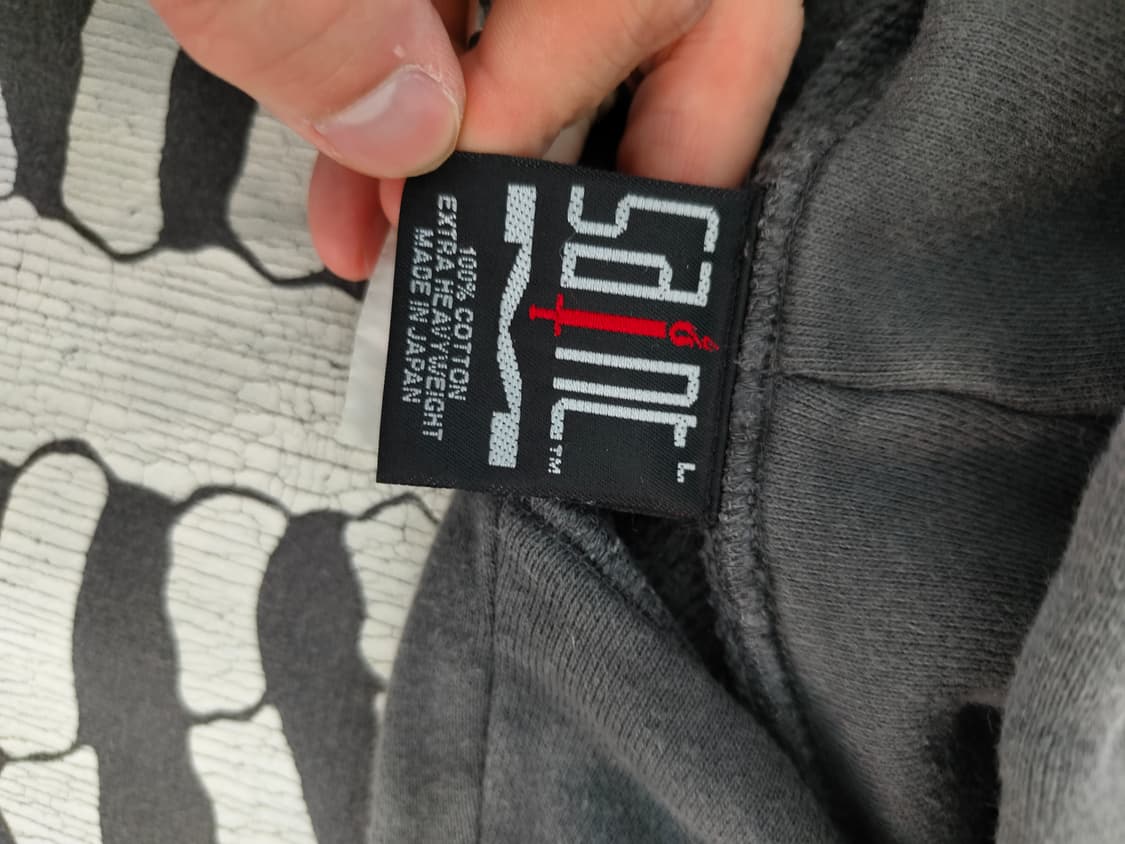 L
SaINt
TM
100% COTTON
EXTRA HEAVYWEIGHT
MADE IN JAPAN